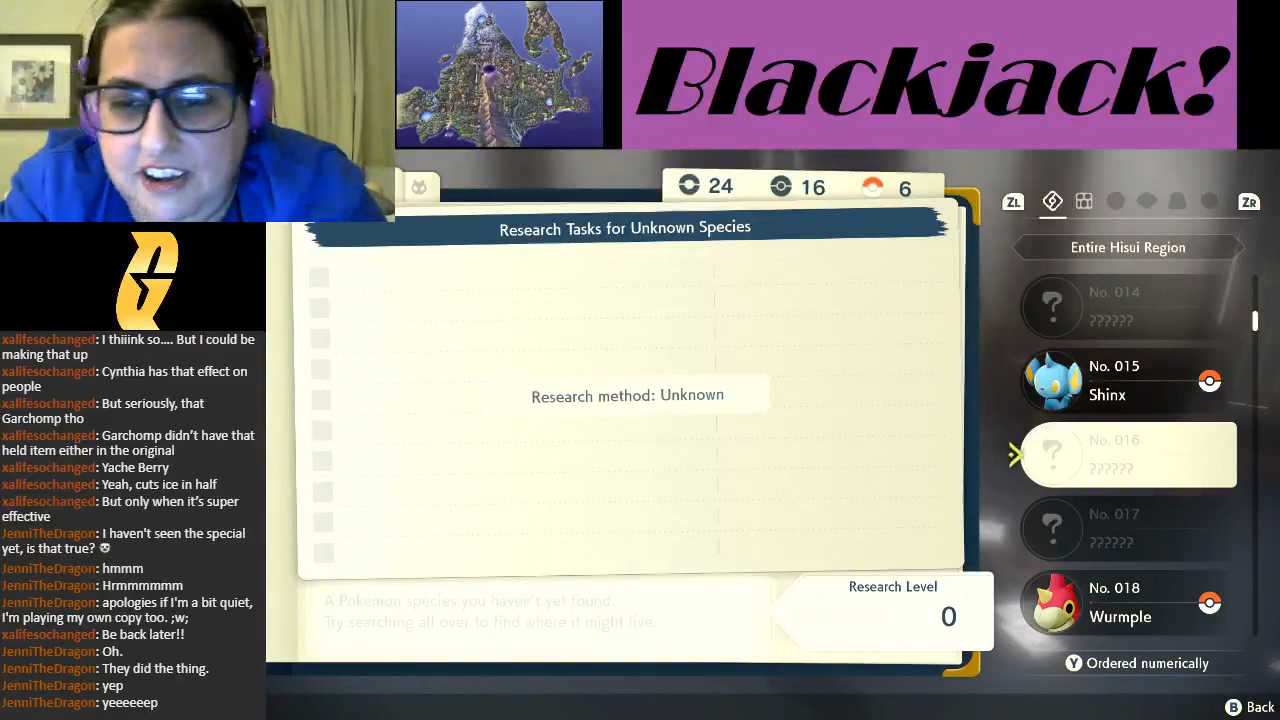 Blackjack!
24 16 6
Research Tasks for Unknown Species
ZL ZR
Entire Hisui Region
No. 014
??????
No. 015
Shinx
No. 016
??????
No. 017
??????
No. 018
Wurmple
Research method: Unknown
A Pokémon species you haven't yet found.
Try searching all over to find where it might live.
Research Level
0
Y Ordered numerically
B Back
xalifesochanged: I thiiink so.... But I could be
making that up
xalifesochanged: Cynthia has that effect on
people
xalifesochanged: But seriously, that
Garchomp tho
xalifesochanged: Garchomp didn't have that
held item either in the original
xalifesochanged: Yache Berry
xalifesochanged: Yeah, cuts ice in half
xalifesochanged: But only when it's super
effective
JenniTheDragon: I haven't seen the special
yet, is that true?
JenniTheDragon: hmmm
JenniTheDragon: Hrmmmmmm
JenniTheDragon: apologies if I'm a bit quiet,
I'm playing my own copy too. ;w;
xalifesochanged: Be back later!!
JenniTheDragon: Oh.
JenniTheDragon: They did the thing.
JenniTheDragon: yep
JenniTheDragon: yeeeeeep